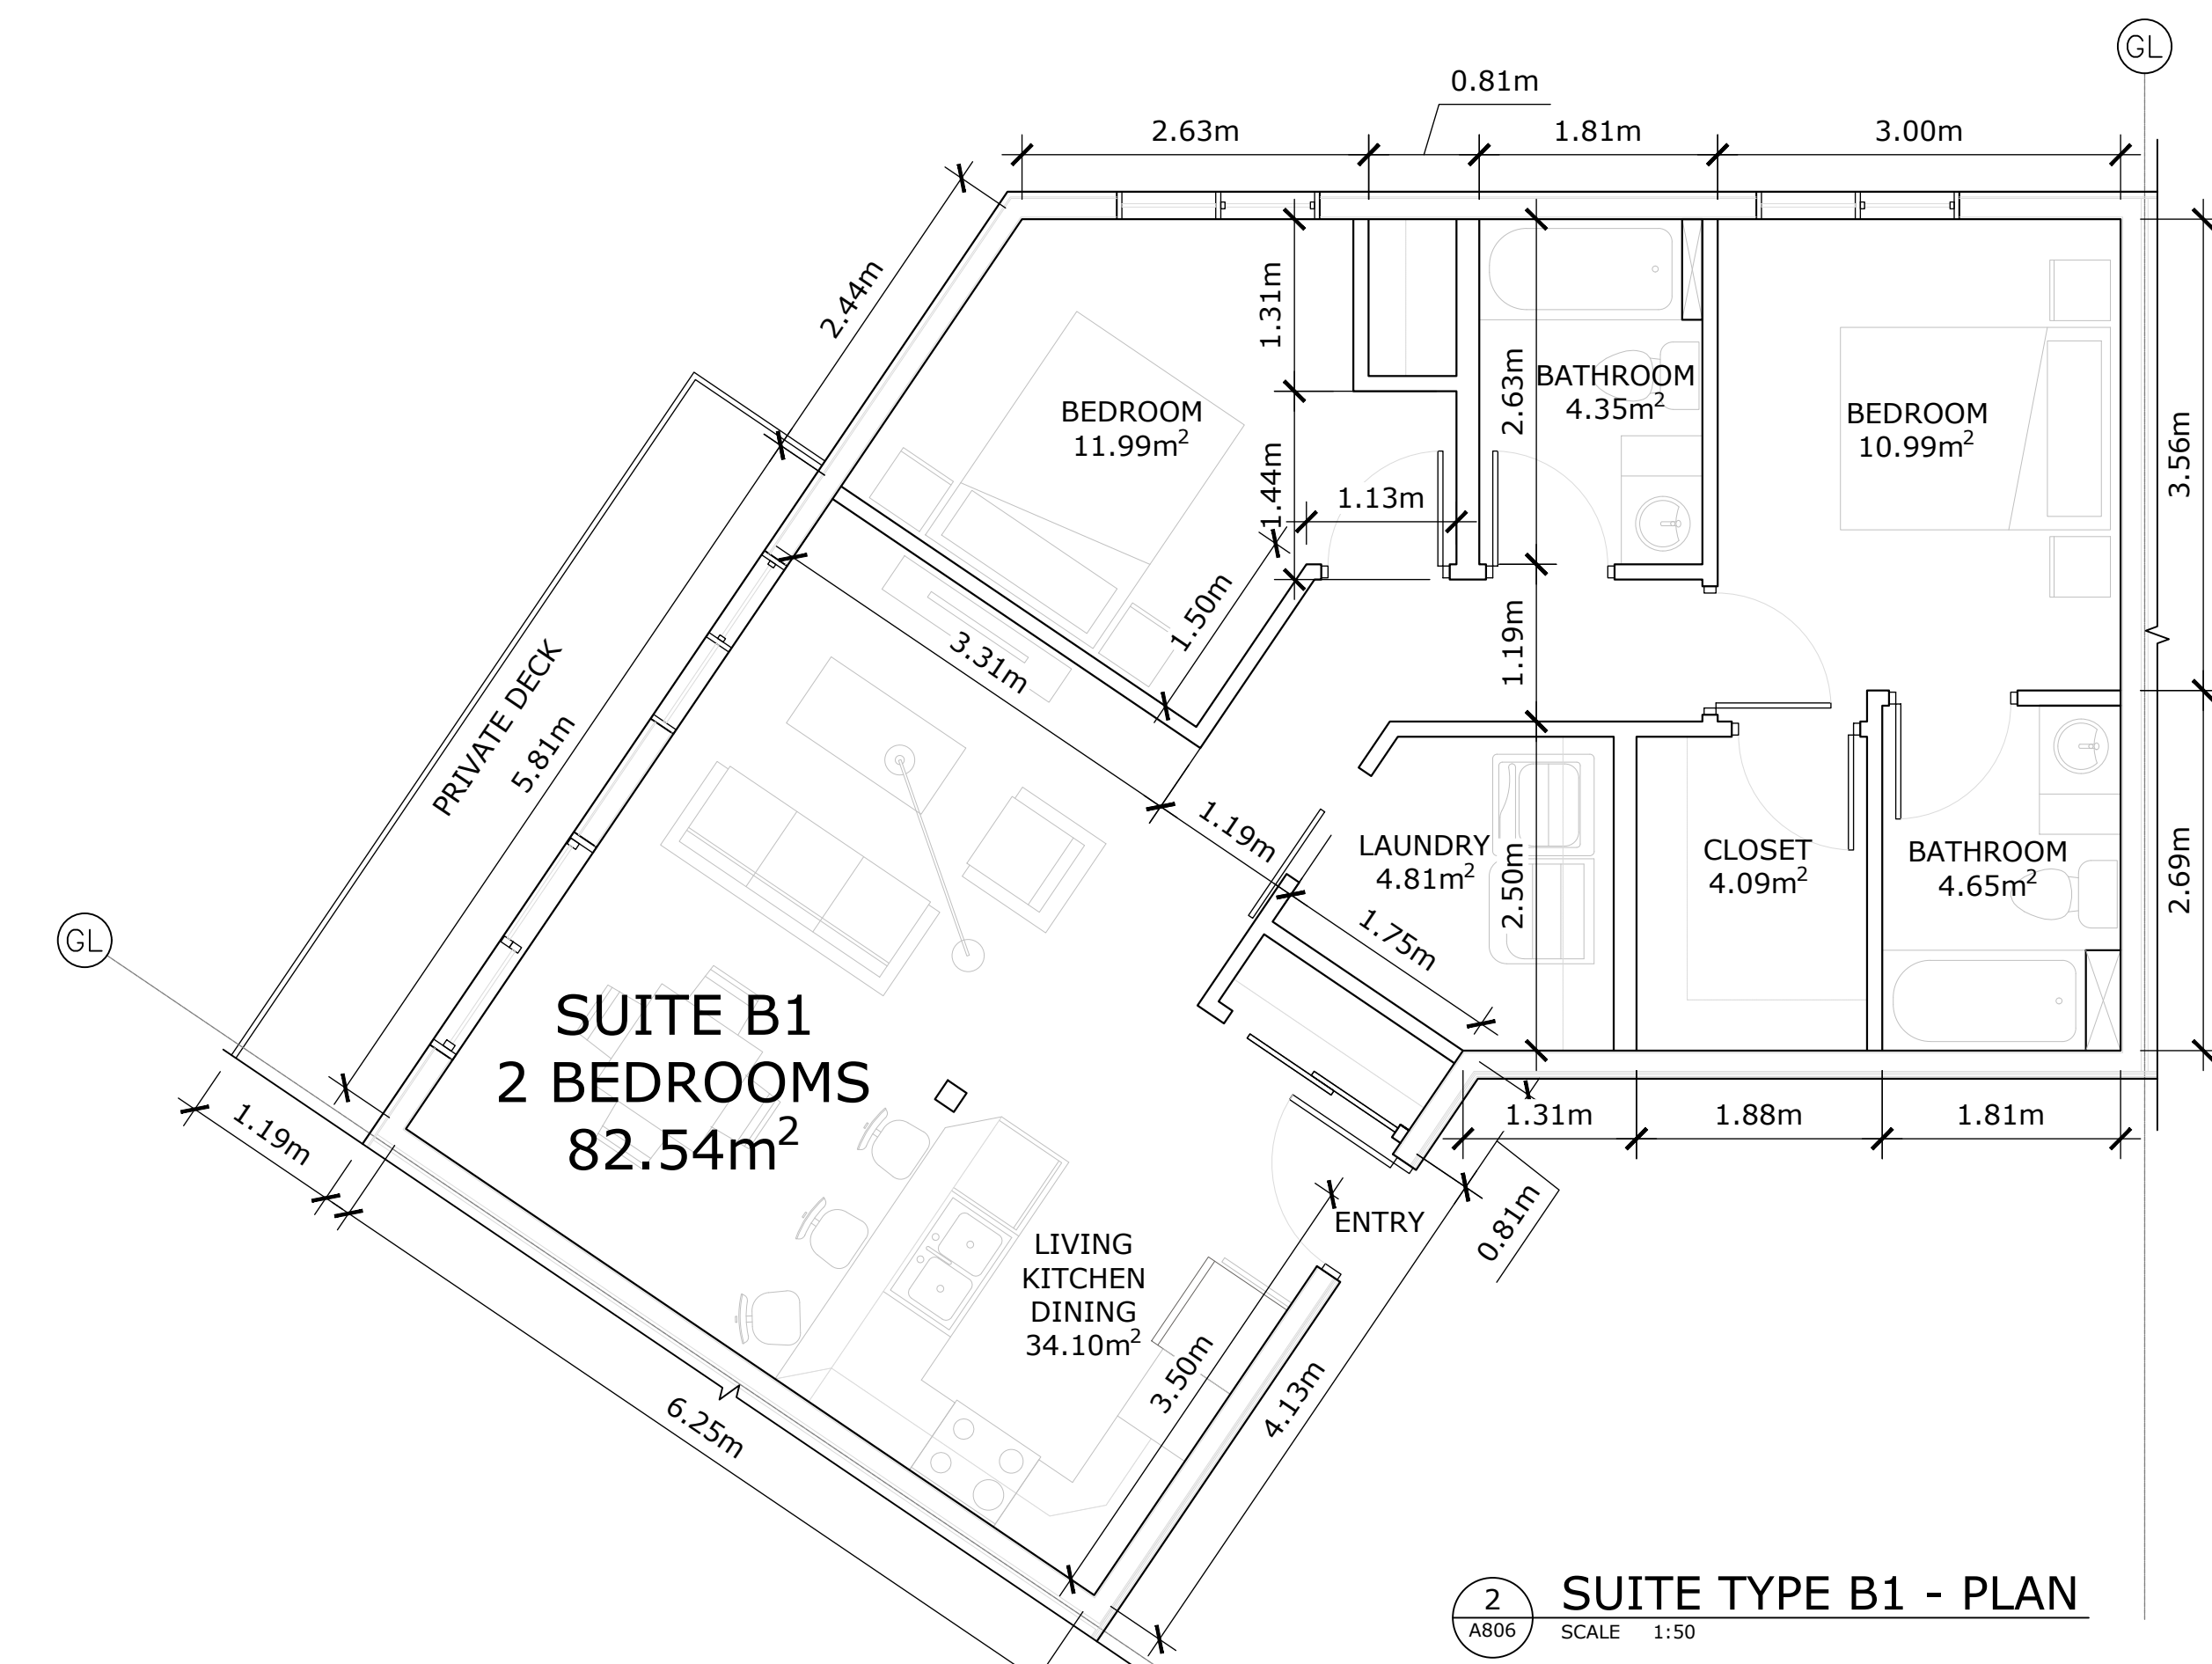 GL
0.81m
2.63m
1.81m
3.00m
2.44m
1.31m
2.63m
BATHROOM
4.35m²
BEDROOM
11.99m²
BEDROOM
10.99m²
3.56m
1.44m
1.13m
1.50m
1.19m
3.31m
PRIVATE DECK
5.81m
1.19m
LAUNDRY
4.81m²
2.50m
CLOSET
4.09m²
BATHROOM
4.65m²
2.69m
GL
1.75m
SUITE B1
2 BEDROOMS
82.54m²
1.19m
1.31m
1.88m
1.81m
0.81m
ENTRY
LIVING
KITCHEN
DINING
34.10m²
3.50m
4.13m
6.25m
2
A806
SUITE TYPE B1 - PLAN
SCALE 1:50